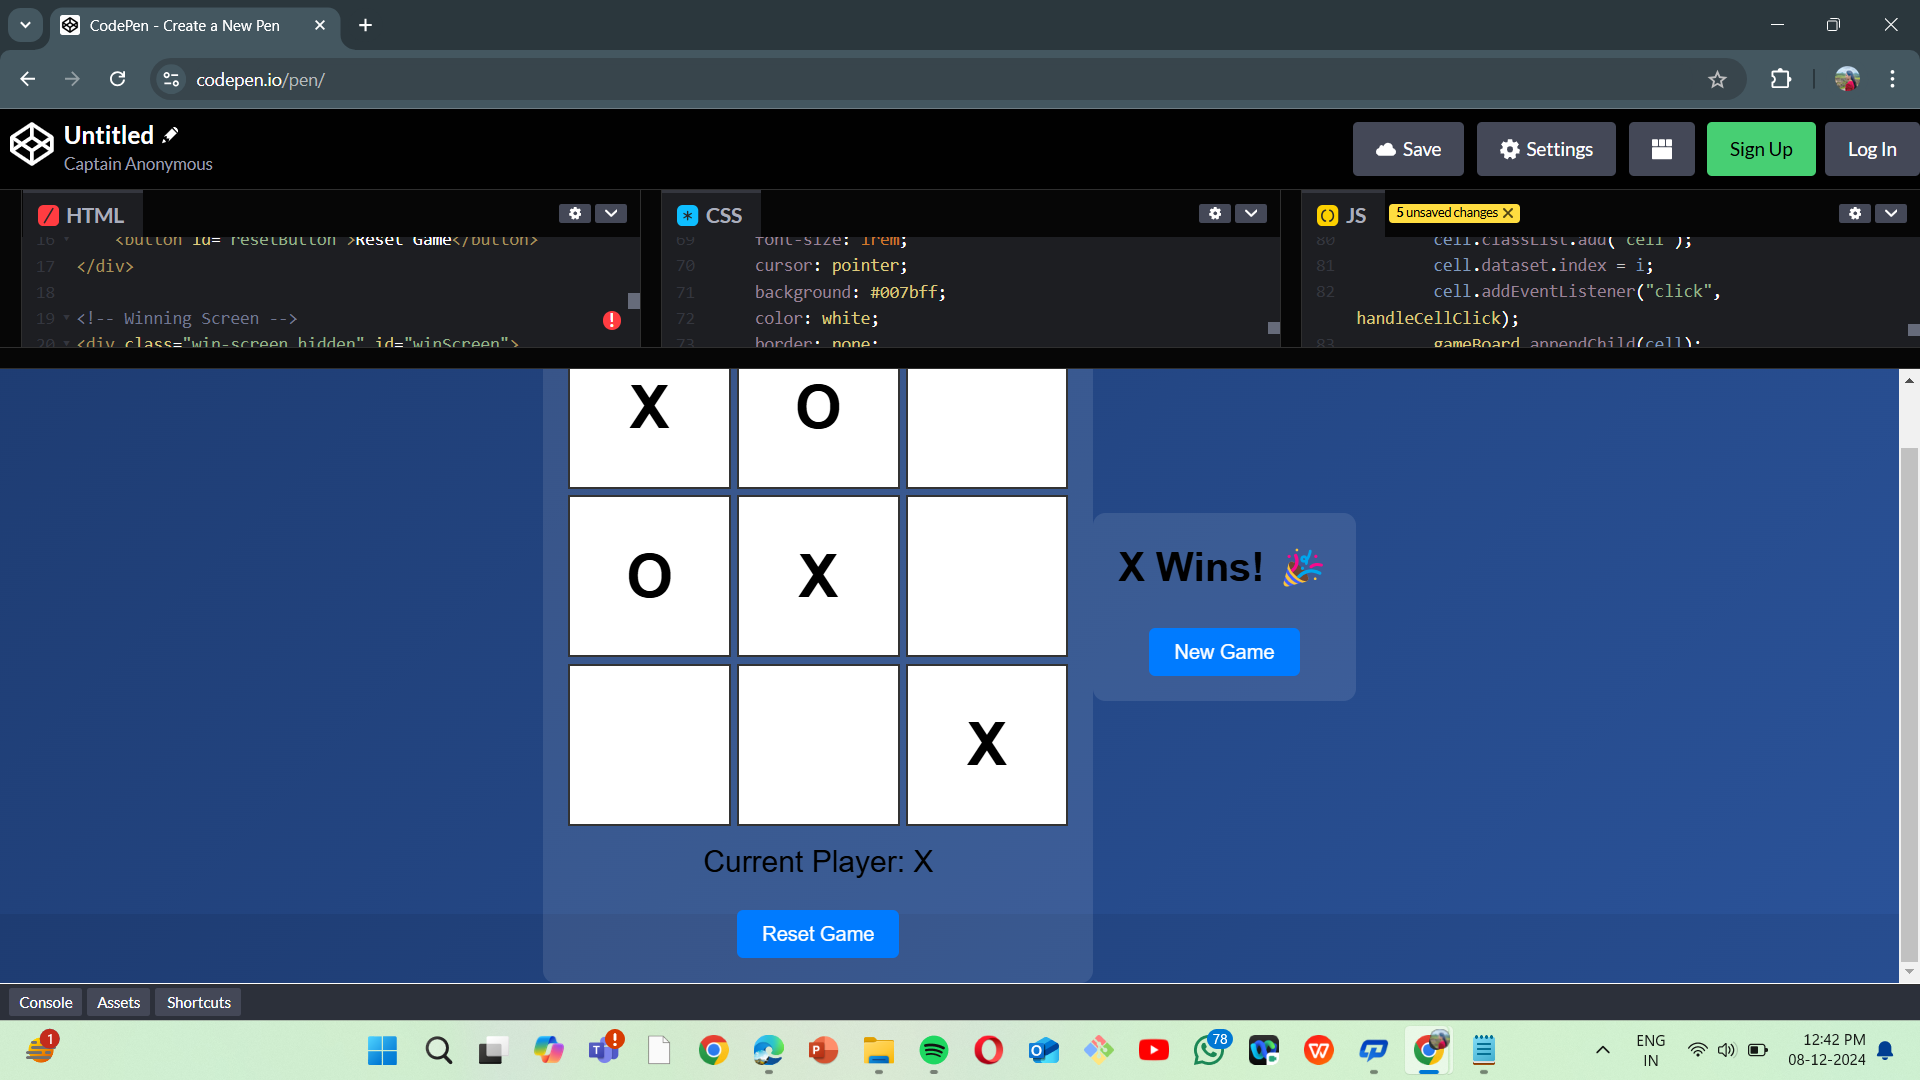 CodePen - Create a New Pen
codepen.io/pen/
Untitled
Captain Anonymous
Save
Settings
Sign Up
Log In
HTML
16 <button id="resetButton">Reset Game</button>
17 </div>
18
19 <!-- Winning Screen -->
20 <div class="win-screen hidden" id="winScreen">
CSS
69 font-size: 1rem;
70 cursor: pointer;
71 background: #007bff;
72 color: white;
73 border: none;
JS
5 unsaved changes
80 cell.classList.add("cell");
81 cell.dataset.index = i;
82 cell.addEventListener("click",
handleCellClick);
83 gameBoard.appendChild(cell);
X O
O X
X
Current Player: X
Reset Game
X Wins! 🎉
New Game
Console Assets Shortcuts
1
78
ENG
IN
12:42 PM
08-12-2024